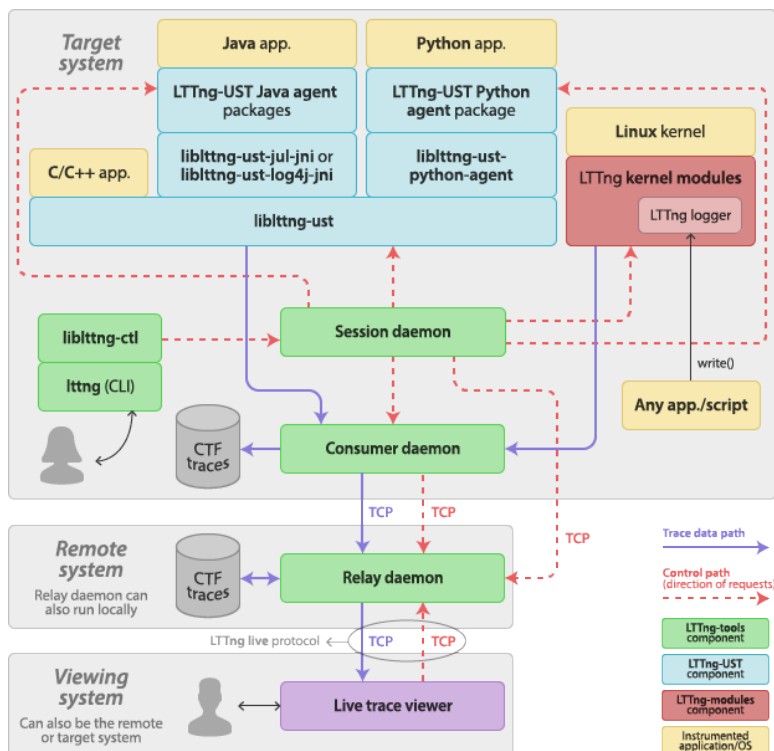 Target
system
Java app.
Python app.
LTTng-UST Java agent
packages
LTTng-UST Python
agent package
Linux kernel
C/C++ app.
liblttng-ust-jul-jni or
liblttng-ust-log4j-jni
liblttng-ust-
python-agent
LTTng kernel modules
LTTng logger
liblttng-ust
liblttng-ctl
Session daemon
lttng (CLI)
write()
Any app./script
CTF
traces
Consumer daemon
TCP
TCP
TCP
Remote
system
Relay daemon can
also run locally
CTF
traces
Relay daemon
Trace data path
Control path
(direction of requests)
LTTng live protocol
TCP
TCP
LTTng-tools
component
LTTng-UST
component
Viewing
system
Can also be the remote
or target system
Live trace viewer
LTTng-modules
component
Instrumented
application/OS